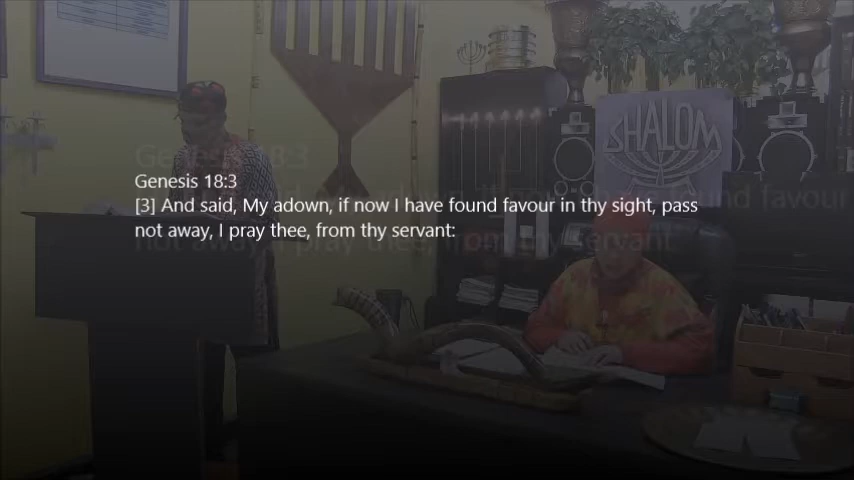 SHALOM
Genesis 18:3
[3] And said, My adown, if now I have found favour in thy sight, pass
not away, I pray thee, from thy servant: